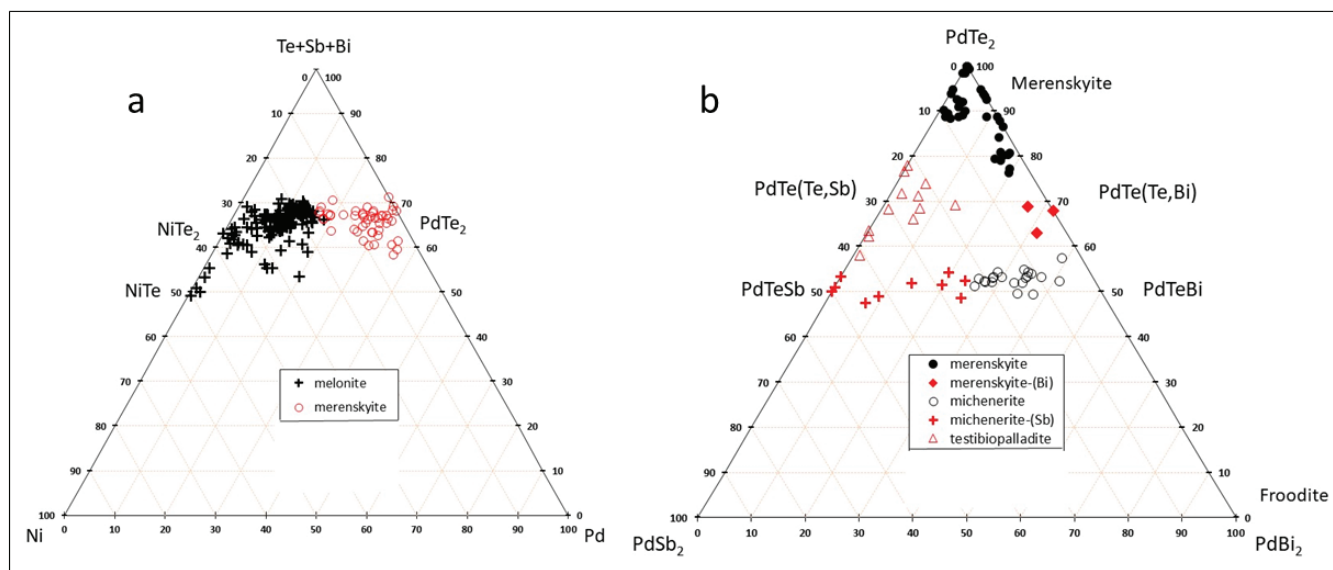 Te+Sb+Bi
a
0 100
10 90
20 80
30 70
NiTe2
PdTe2
40 60
NiTe
50 50
60 40
melonite
merenskyite
70 30
80 20
90 10
100 0
0 10 20 30 40 50 60 70 80 90 100
Ni
Pd
PdTe2
b
0 100
Merenskyite
10 90
20 80
PdTe(Te,Sb)
PdTe(Te,Bi)
30 70
40 60
PdTeSb
PdTeBi
50 50
60 40
merenskyite
merenskyite-(Bi)
michenerite
michenerite-(Sb)
testibiopalladite
70 30
80 20
90 10
Froodite
100 0
0 10 20 30 40 50 60 70 80 90 100
PdSb2
PdBi2